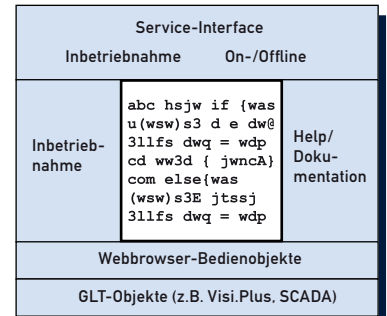 Service-Interface
Inbetriebnahme On-/Offline
Inbetrieb-
nahme
abc hsjw if {was
u(wsw)s3 d e dw@
3llfs dwq = wdp
cd ww3d { jwncA}
com else{was
(wsw)s3E jtssj
3llfs dwq = wdp
Help/
Doku-
mentation
Webbrowser-Bedienobjekte
GLT-Objekte (z.B. Visi.Plus, SCADA)